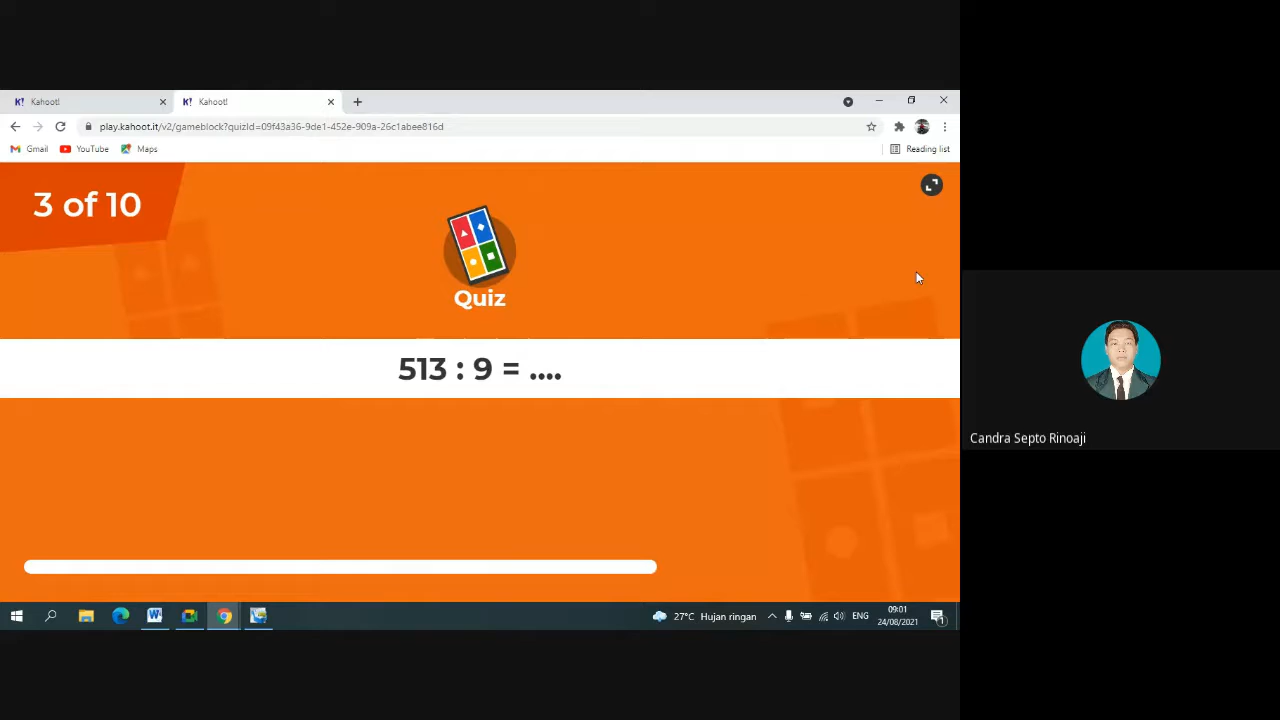 K! Kahoot!
K! Kahoot!
play.kahoot.it/v2/gameblock?quizId=09f43a36-9de1-452e-909a-26c1abee816d
Gmail YouTube Maps Reading list
3 of 10
Quiz
513 : 9 = ....
Candra Septo Rinoaji
27°C Hujan ringan ENG
09:01
24/08/2021
1